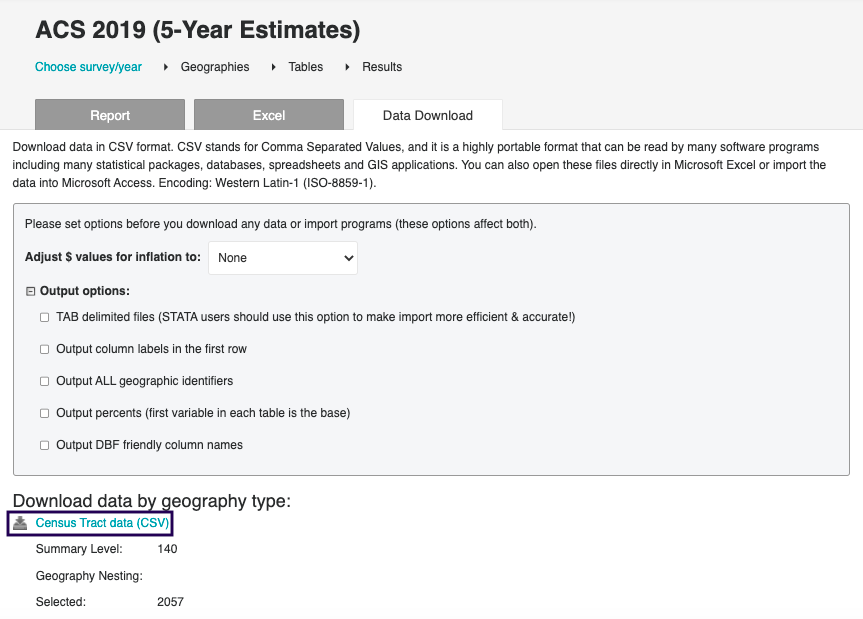 ACS 2019 (5-Year Estimates)
Choose survey/year Geographies Tables Results
Report Excel Data Download
Download data in CSV format. CSV stands for Comma Separated Values, and it is a highly portable format that can be read by many software programs
including many statistical packages, databases, spreadsheets and GIS applications. You can also open these files directly in Microsoft Excel or import the
data into Microsoft Access. Encoding: Western Latin-1 (ISO-8859-1).
Please set options before you download any data or import programs (these options affect both).
Adjust $ values for inflation to: None
Output options:
TAB delimited files (STATA users should use this option to make import more efficient & accurate!)
Output column labels in the first row
Output ALL geographic identifiers
Output percents (first variable in each table is the base)
Output DBF friendly column names
Download data by geography type:
Census Tract data (CSV)
Summary Level: 140
Geography Nesting:
Selected: 2057